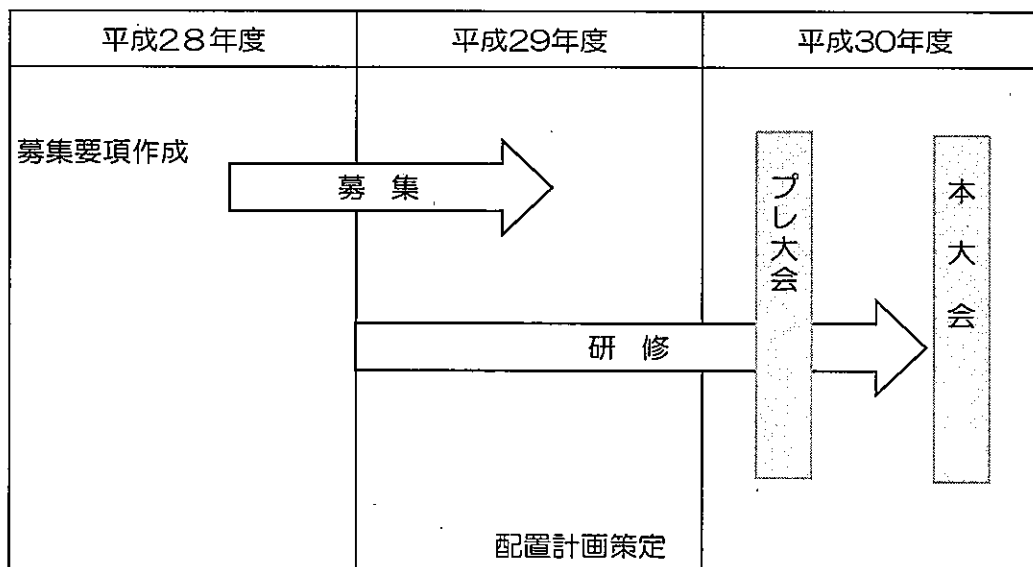 平成28年度
平成29年度
平成30年度
募集要項作成
募集
プレ大会
本大会
研修
配置計画策定